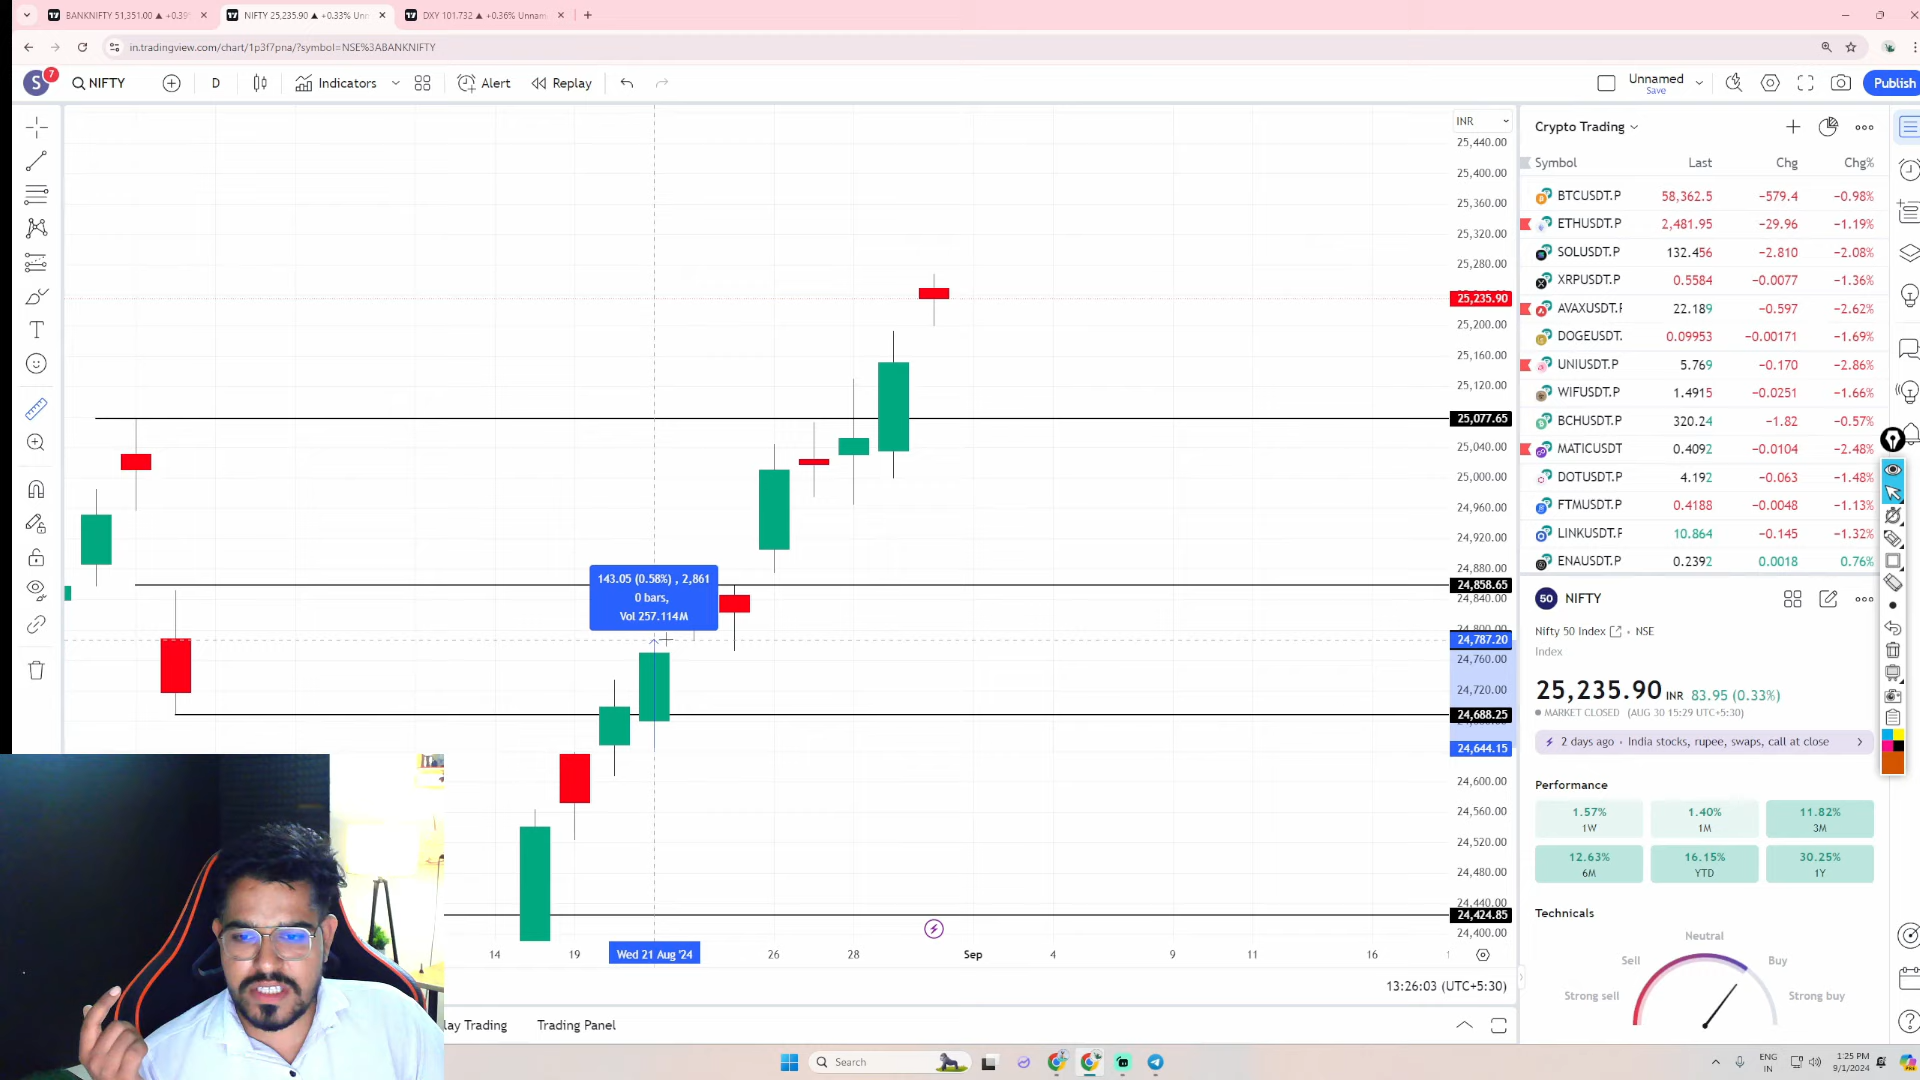 BANKNIFTY 51,351.00 ▲ +0.39
NIFTY 25,235.90 ▲ +0.33% Unn
DXY 101.732 ▲ +0.36% Unnam
in.tradingview.com/chart/1p3f7pna/?symbol=NSE%3ABANKNIFTY
S 7 NIFTY D Indicators Alert Replay Unnamed Save Publish
INR
25,440.00
25,400.00
25,360.00
25,320.00
25,280.00
25,235.90
25,200.00
25,160.00
25,120.00
25,077.65
25,040.00
25,000.00
24,960.00
24,920.00
24,880.00
24,858.65
24,840.00
24,787.20
24,760.00
24,720.00
24,688.25
24,644.15
24,600.00
24,560.00
24,520.00
24,480.00
24,440.00
24,424.85
24,400.00
143.05 (0.58%) , 2,861
0 bars,
Vol 257.114M
14 19 Wed 21 Aug '24 26 28 Sep 4 9 11 16
13:26:03 (UTC+5:30)
lay Trading Trading Panel
Crypto Trading
Symbol Last Chg Chg%
BTCUSDT.P 58,362.5 −579.4 −0.98%
ETHUSDT.P 2,481.95 −29.96 −1.19%
SOLUSDT.P 132.456 −2.810 −2.08%
XRPUSDT.P 0.5584 −0.0077 −1.36%
AVAXUSDT.F 22.189 −0.597 −2.62%
DOGEUSDT. 0.09953 −0.00171 −1.69%
UNIUSDT.P 5.769 −0.170 −2.86%
WIFUSDT.P 1.4915 −0.0251 −1.66%
BCHUSDT.P 320.24 −1.82 −0.57%
MATICUSDT 0.4092 −0.0104 −2.48%
DOTUSDT.P 4.192 −0.063 −1.48%
FTMUSDT.P 0.4188 −0.0048 −1.13%
LINKUSDT.F 10.864 −0.145 −1.32%
ENAUSDT.P 0.2392 0.0018 0.76%
50 NIFTY
Nifty 50 Index • NSE
Index
25,235.90 INR 83.95 (0.33%)
MARKET CLOSED (AUG 30 15:29 UTC+5:30)
2 days ago • India stocks, rupee, swaps, call at close
Performance
1.57% 1.40% 11.82%
1W 1M 3M
12.63% 16.15% 30.25%
6M YTD 1Y
Technicals
Neutral
Sell Buy
Strong sell Strong buy
Search
ENG
IN
1:25 PM
9/1/2024